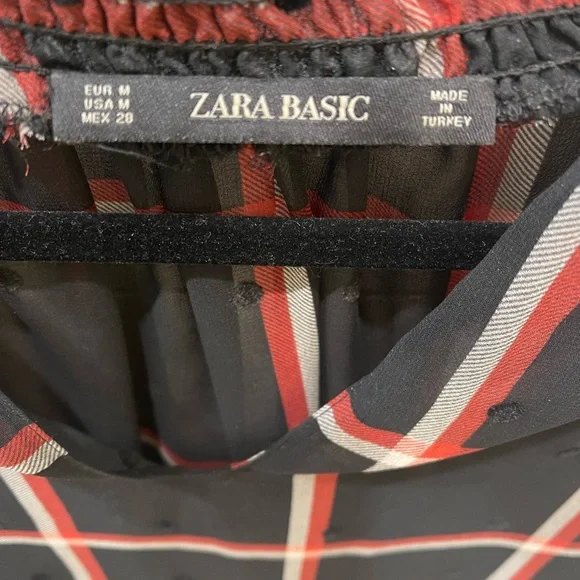 EUR M
USA M
MEX 28
ZARA BASIC
MADE
IN
TURKEY